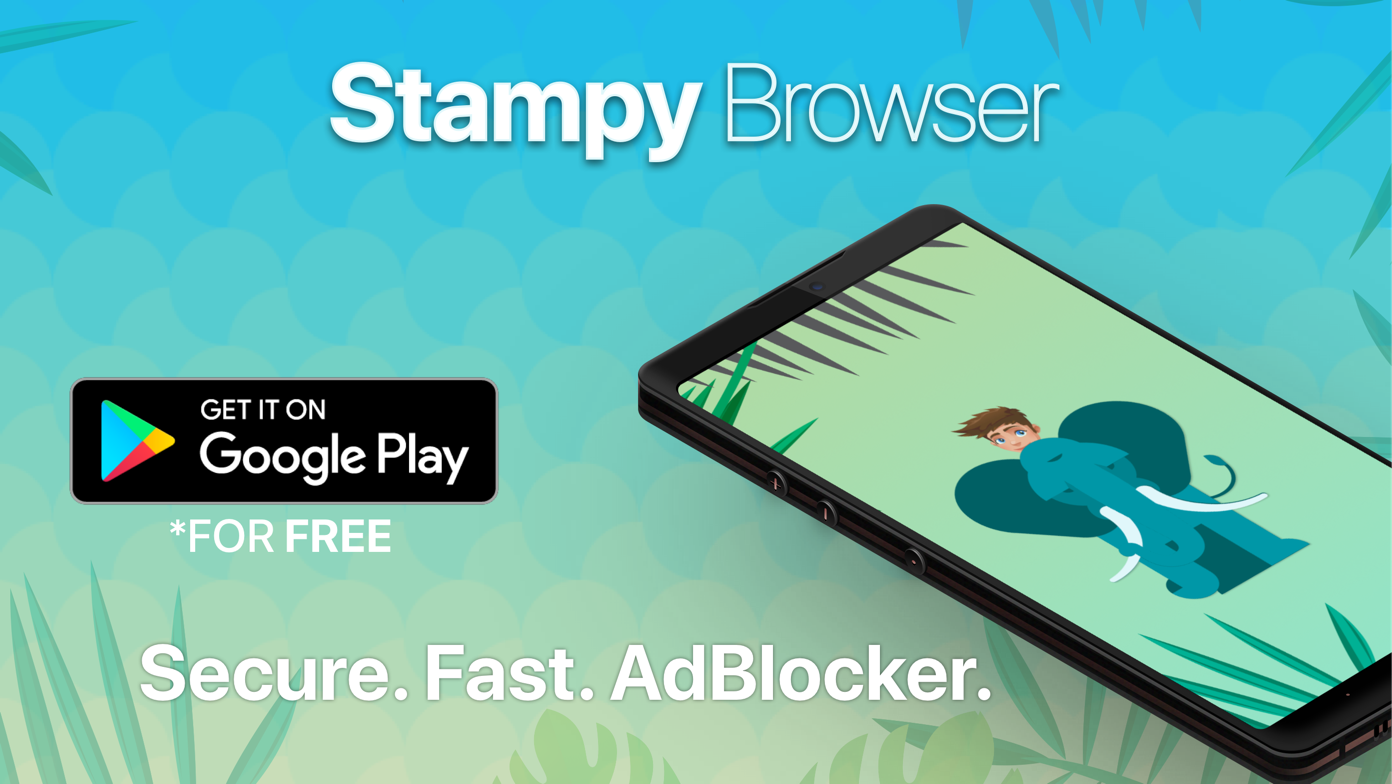 Stampy Browser
GET IT ON
Google Play
*FOR FREE
Secure. Fast. AdBlocker.